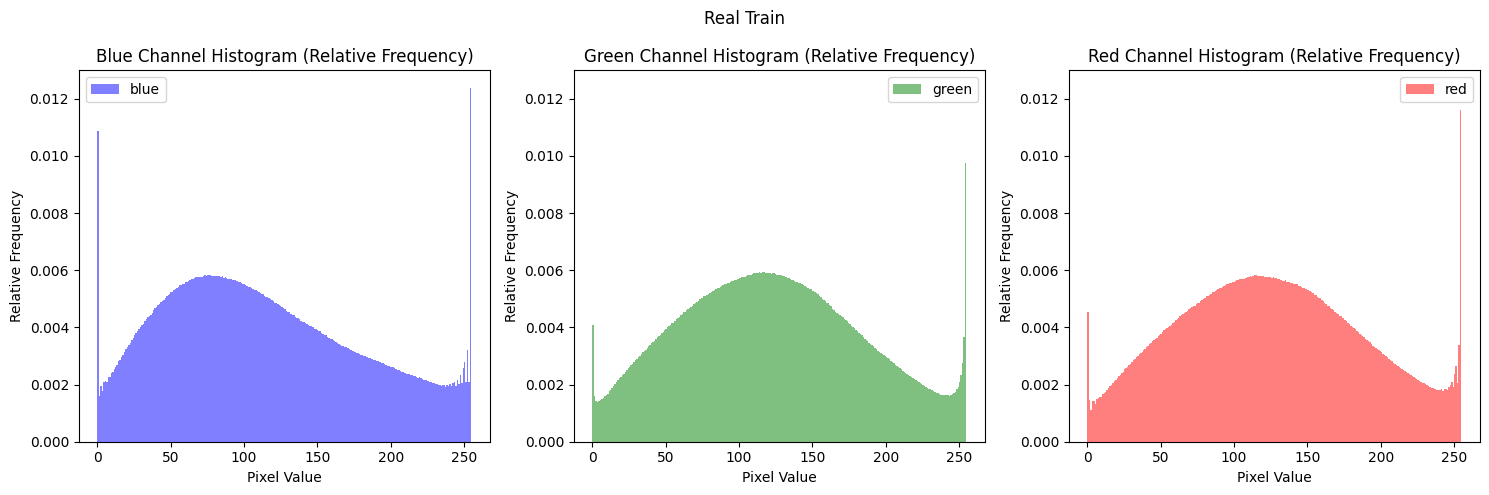 Real Train
Blue Channel Histogram (Relative Frequency)
Green Channel Histogram (Relative Frequency)
Red Channel Histogram (Relative Frequency)
blue
green
red
0.012
0.010
0.008
0.006
0.004
0.002
0.000
Relative Frequency
0 50 100 150 200 250
Pixel Value
0.012
0.010
0.008
0.006
0.004
0.002
0.000
Relative Frequency
0 50 100 150 200 250
Pixel Value
0.012
0.010
0.008
0.006
0.004
0.002
0.000
Relative Frequency
0 50 100 150 200 250
Pixel Value